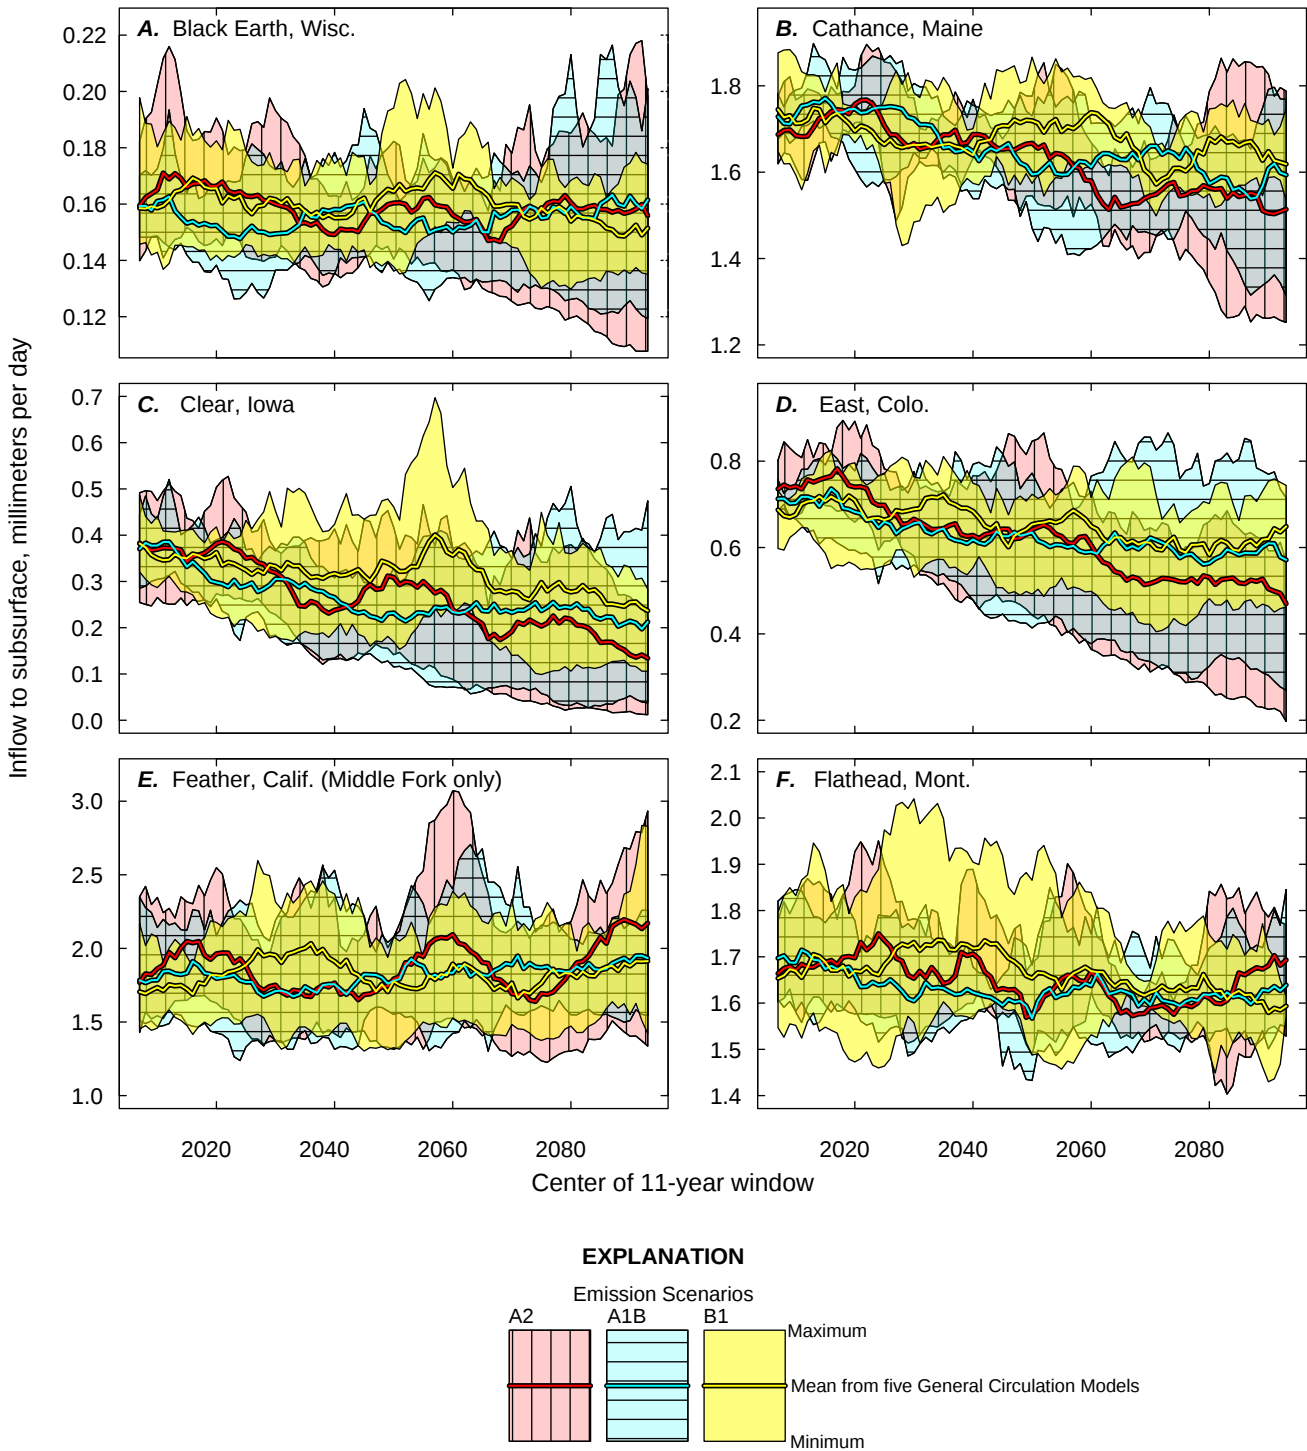 A. Black Earth, Wisc.
0.22
0.20
0.18
0.16
0.14
0.12
B. Cathance, Maine
1.8
1.6
1.4
1.2
Inflow to subsurface, millimeters per day
C. Clear, Iowa
0.7
0.6
0.5
0.4
0.3
0.2
0.1
0.0
D. East, Colo.
0.8
0.6
0.4
0.2
E. Feather, Calif. (Middle Fork only)
3.0
2.5
2.0
1.5
1.0
F. Flathead, Mont.
2.1
2.0
1.9
1.8
1.7
1.6
1.5
1.4
2020 2040 2060 2080
2020 2040 2060 2080
Center of 11-year window
EXPLANATION
Emission Scenarios
A2 A1B B1
Maximum
Mean from five General Circulation Models
Minimum